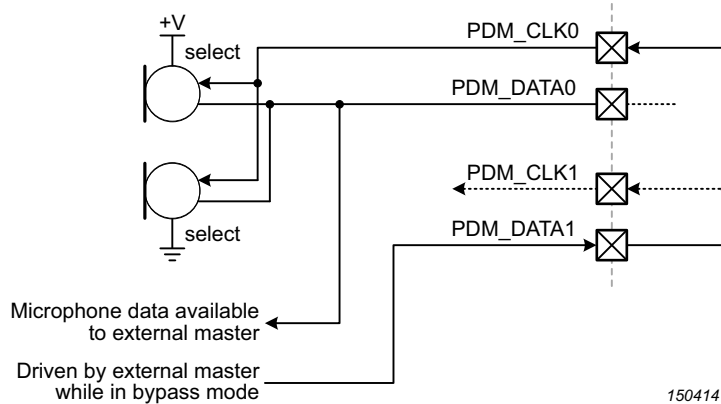 +V
select
PDM_CLK0
PDM_DATA0
PDM_CLK1
select
PDM_DATA1
Microphone data available
to external master
Driven by external master
while in bypass mode
150414